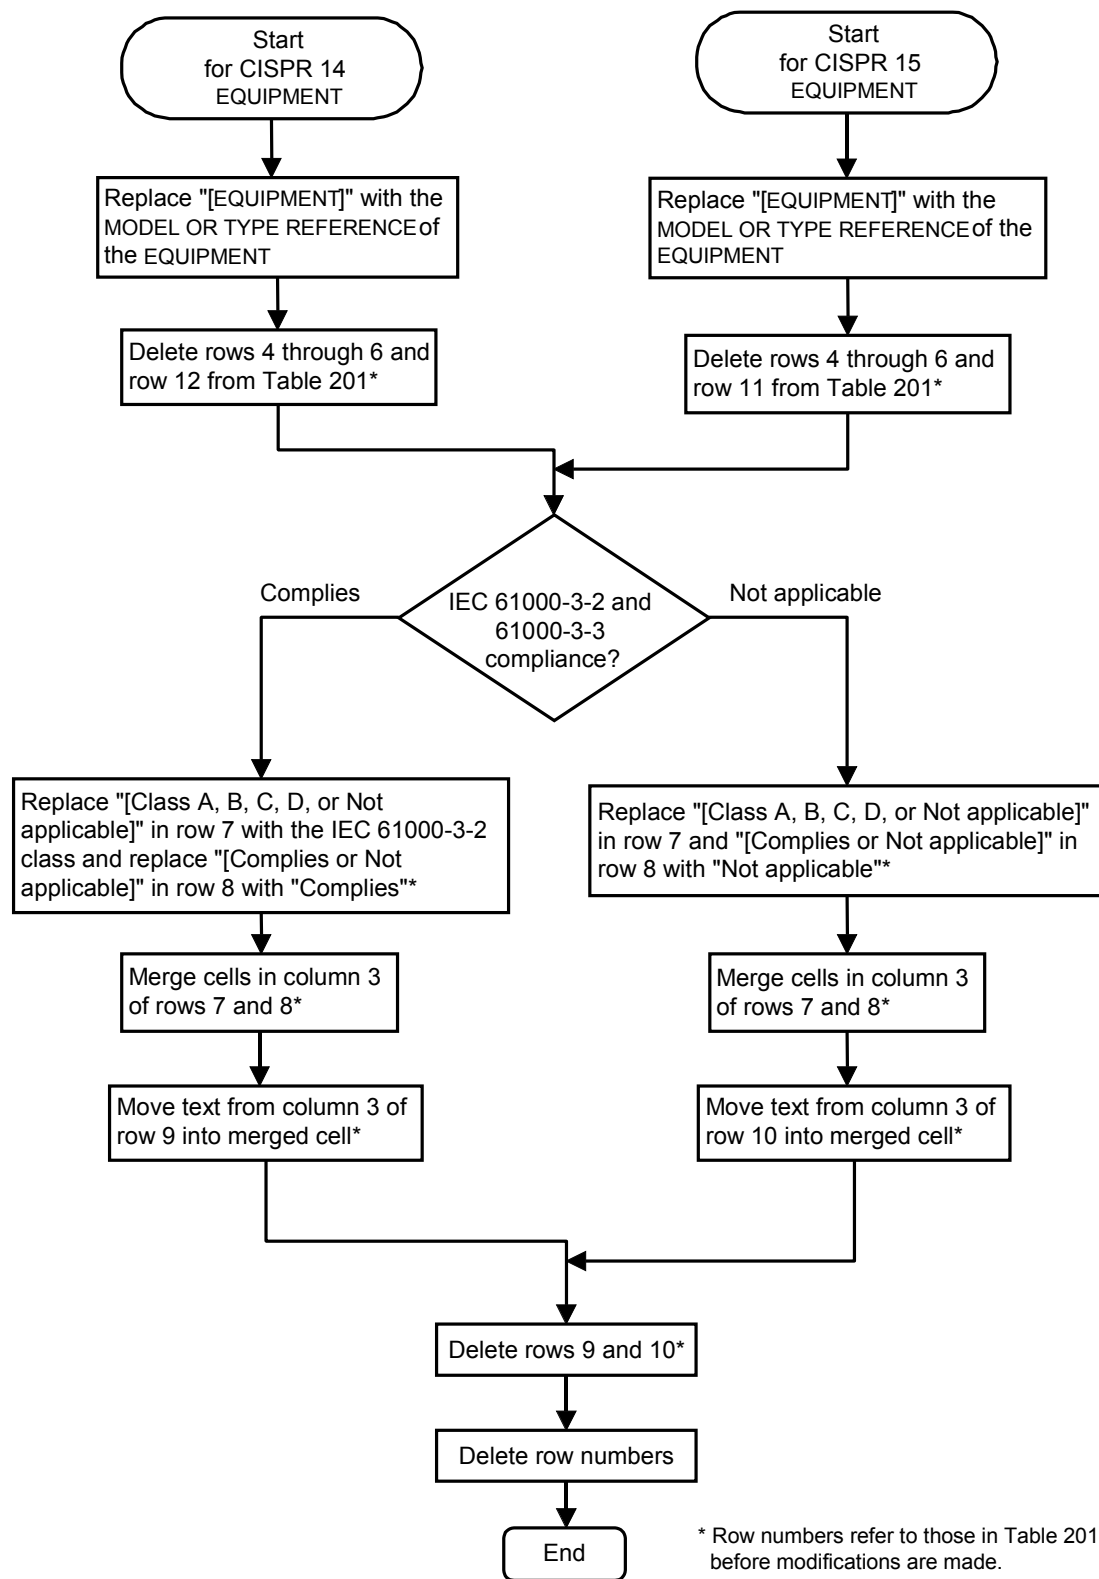 Start
for CISPR 14
EQUIPMENT
Start
for CISPR 15
EQUIPMENT
Replace "[EQUIPMENT]" with the
MODEL OR TYPE REFERENCE of
the EQUIPMENT
Replace "[EQUIPMENT]" with the
MODEL OR TYPE REFERENCE of the
EQUIPMENT
Delete rows 4 through 6 and
row 12 from Table 201*
Delete rows 4 through 6 and
row 11 from Table 201*
Complies
IEC 61000-3-2 and
61000-3-3
compliance?
Not applicable
Replace "[Class A, B, C, D, or Not
applicable]" in row 7 with the IEC 61000-3-2
class and replace "[Complies or Not
applicable]" in row 8 with "Complies"*
Replace "[Class A, B, C, D, or Not applicable]"
in row 7 and "[Complies or Not applicable]" in
row 8 with "Not applicable"*
Merge cells in column 3
of rows 7 and 8*
Merge cells in column 3
of rows 7 and 8*
Move text from column 3 of
row 9 into merged cell*
Move text from column 3 of
row 10 into merged cell*
Delete rows 9 and 10*
Delete row numbers
End
* Row numbers refer to those in Table 201
before modifications are made.